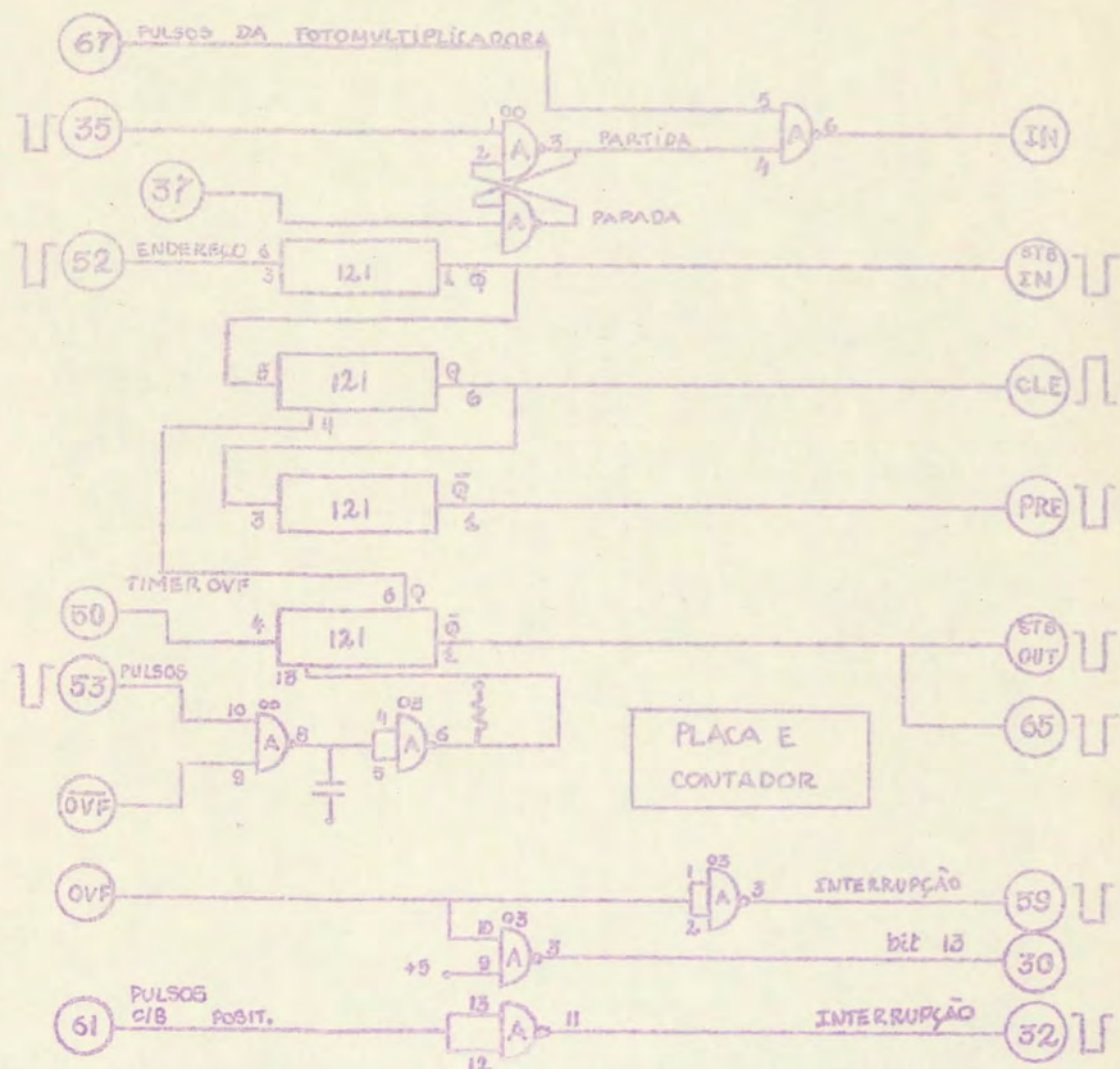 67 PULSOS DA FOTOMULTIPLICADORA
35 1 00 A 3 PARTIDA 5 A 6 IN
2 4
37 A PARADA
52 ENDEREÇO 6 121 1 Q̅ STB IN
3
5 121 Q CLE
6
4
3 121 Q̅ PRE
1
TIMER OVF 6 Q
50 4 121 Q̅ STB OUT
1
13
53 PULSOS 65
10 00 A 8 4 03 A 6
9 5
O̅V̅F̅
PLACA E
CONTADOR
OVF 1 03 A 3 INTERRUPÇÃO 59
2
10 03 A 3 bit 13 30
+5 9
61 PULSOS
C/B POSIT. 13 A 11 INTERRUPÇÃO 32
12